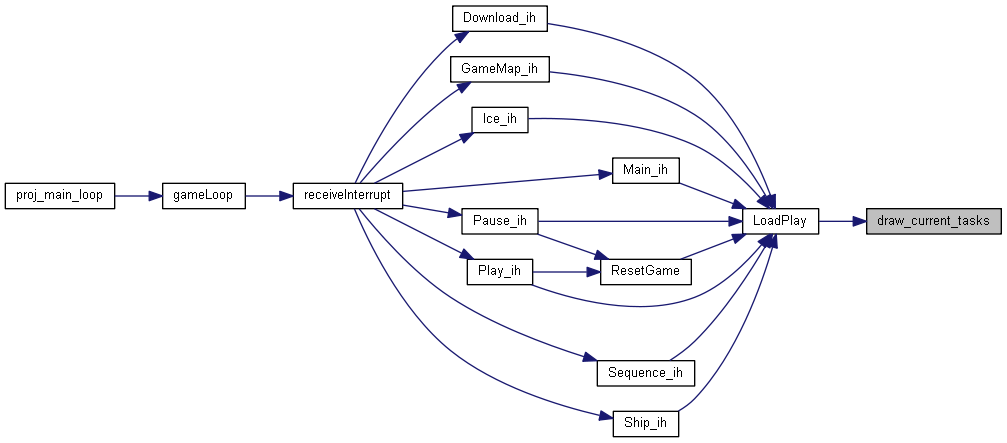 Download_ih
GameMap_ih
Ice_ih
Main_ih
proj_main_loop
gameLoop
receiveInterrupt
Pause_ih
LoadPlay
draw_current_tasks
Play_ih
ResetGame
Sequence_ih
Ship_ih